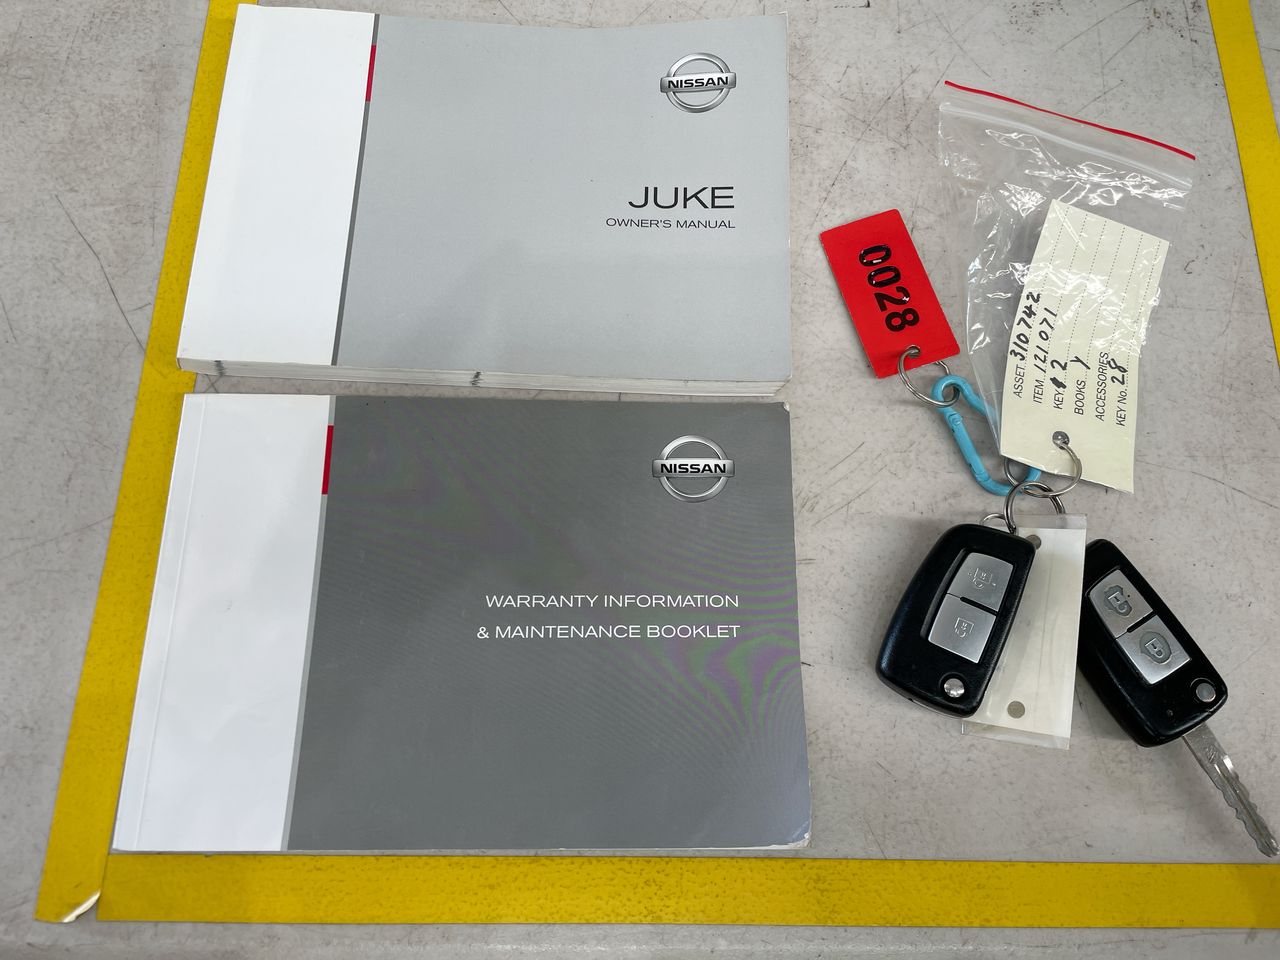 NISSAN
JUKE
OWNER'S MANUAL
NISSAN
WARRANTY INFORMATION
& MAINTENANCE BOOKLET
0028
ASSET 310742
ITEM 121071
KEY 2
BOOKS Y
ACCESSORIES
KEY No. 28